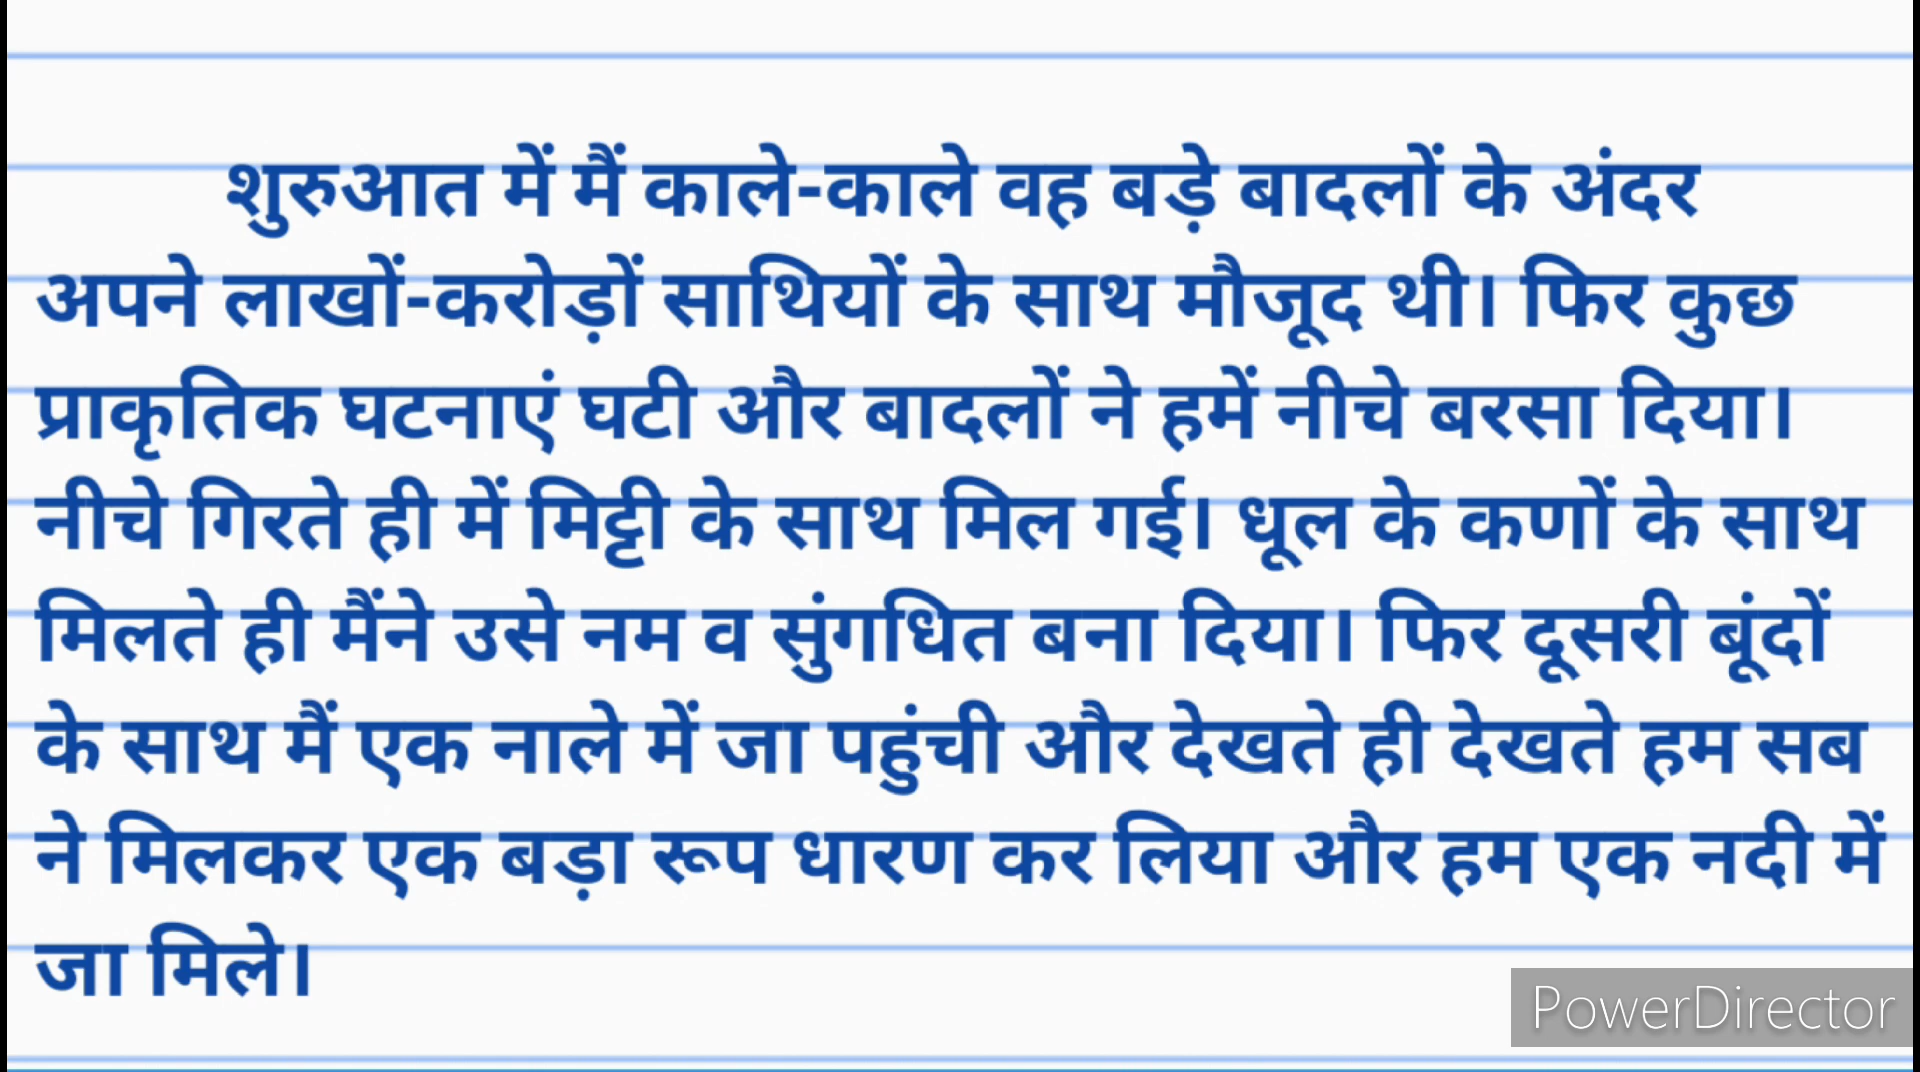 शुरुआत में मैं काले-काले वह बड़े बादलों के अंदर
अपने लाखों-करोड़ों साथियों के साथ मौजूद थी। फिर कुछ
प्राकृतिक घटनाएं घटी और बादलों ने हमें नीचे बरसा दिया।
नीचे गिरते ही में मिट्टी के साथ मिल गई। धूल के कणों के साथ
मिलते ही मैंने उसे नम व सुंगधित बना दिया। फिर दूसरी बूंदों
के साथ मैं एक नाले में जा पहुंची और देखते ही देखते हम सब
ने मिलकर एक बड़ा रूप धारण कर लिया और हम एक नदी में
जा मिले।
PowerDirector